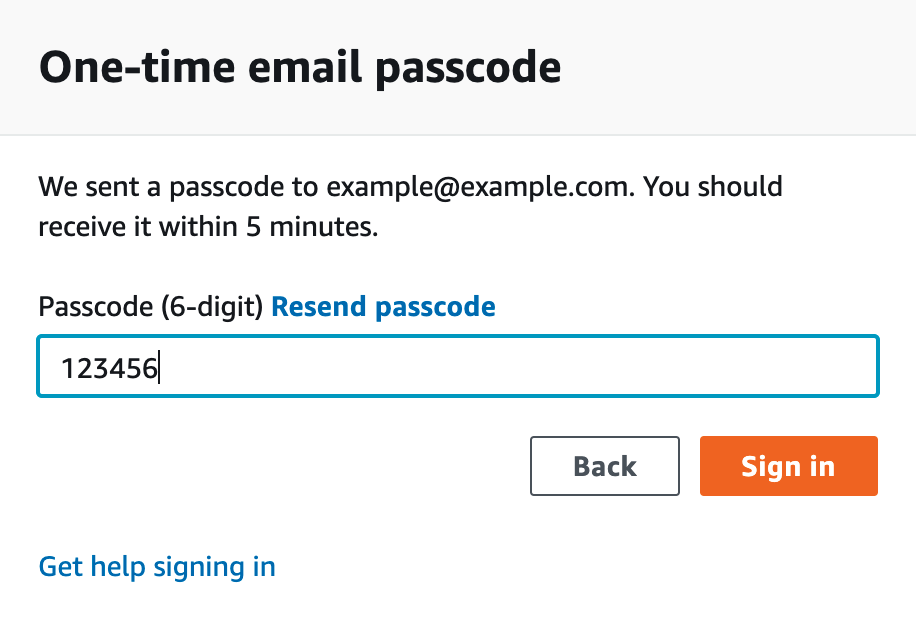 One-time email passcode
We sent a passcode to example@example.com. You should
receive it within 5 minutes.
Passcode (6-digit) Resend passcode
123456
Back Sign in
Get help signing in